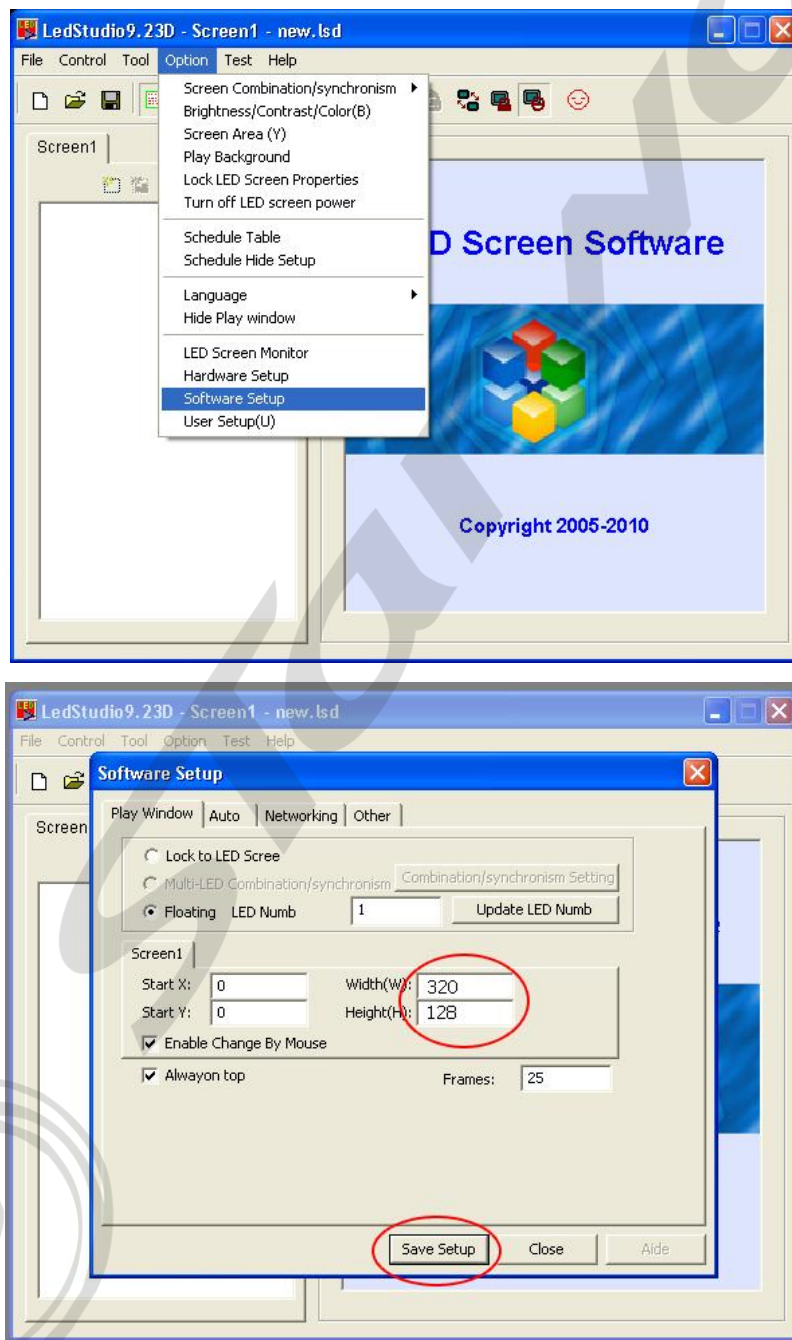 LedStudio9.23D - Screen1 - new.lsd
File Control Tool Option Test Help
Screen1
Screen Combination/synchronism
Brightness/Contrast/Color(B)
Screen Area (Y)
Play Background
Lock LED Screen Properties
Turn off LED screen power
Schedule Table
Schedule Hide Setup
Language
Hide Play window
LED Screen Monitor
Hardware Setup
Software Setup
User Setup(U)
D Screen Software
Copyright 2005-2010
LedStudio9.23D - Screen1 - new.lsd
File Control Tool Option Test Help
Screen
Software Setup
Play Window Auto Networking Other
Lock to LED Scree
Multi-LED Combination/synchronism Combination/synchronism Setting
Floating LED Numb 1 Update LED Numb
Screen1
Start X: 0 Width(W): 320
Start Y: 0 Height(H): 128
Enable Change By Mouse
Alwayon top Frames: 25
Save Setup Close Aide